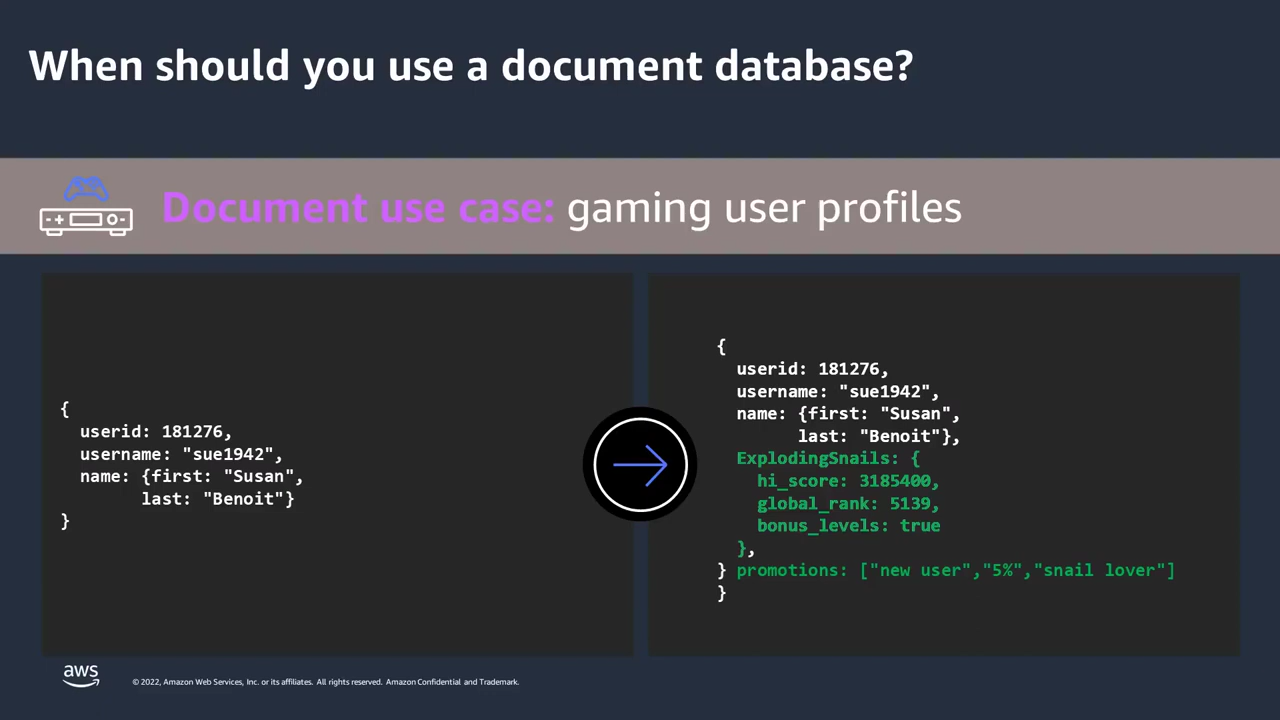 When should you use a document database?
Document use case: gaming user profiles
{
userid: 181276,
username: "sue1942",
name: {first: "Susan",
last: "Benoit"}
}
{
userid: 181276,
username: "sue1942",
name: {first: "Susan",
last: "Benoit"},
ExplodingSnails: {
hi_score: 3185400,
global_rank: 5139,
bonus_levels: true
},
} promotions: ["new user","5%","snail lover"]
}
aws
© 2022, Amazon Web Services, Inc. or its affiliates. All rights reserved. Amazon Confidential and Trademark.